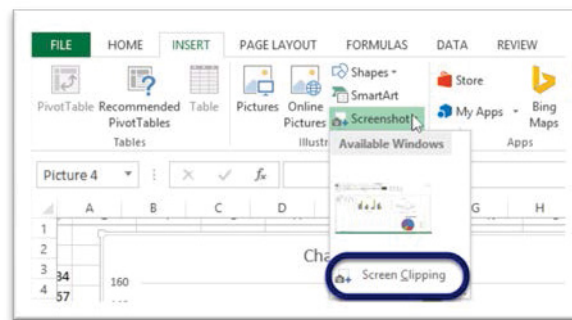 FILE HOME INSERT PAGE LAYOUT FORMULAS DATA REVIEW
PivotTable Recommended PivotTables Table
Tables
Pictures Online Pictures
Shapes
SmartArt
Screenshot
Illustr
Store
My Apps
Bing Maps
Apps
Available Windows
Screen Clipping
Picture 4 fx
A B C D G H
1
2 Cha
3 34
160
4 57